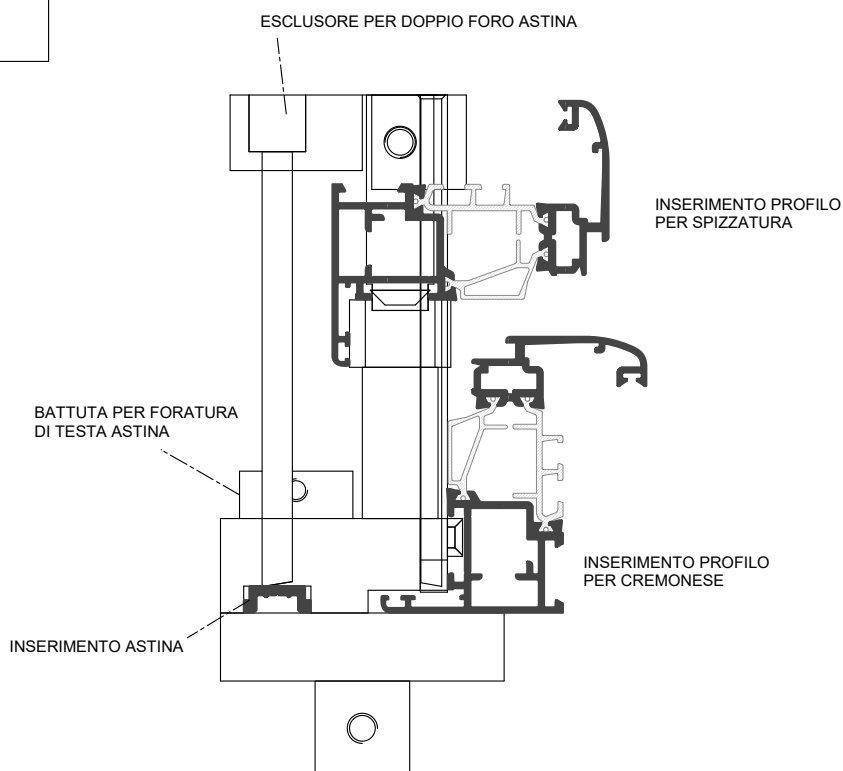 ESCLUSORE PER DOPPIO FORO ASTINA
INSERIMENTO PROFILO
PER SPIZZATURA
BATTUTA PER FORATURA
DI TESTA ASTINA
INSERIMENTO PROFILO
PER CREMONESE
INSERIMENTO ASTINA